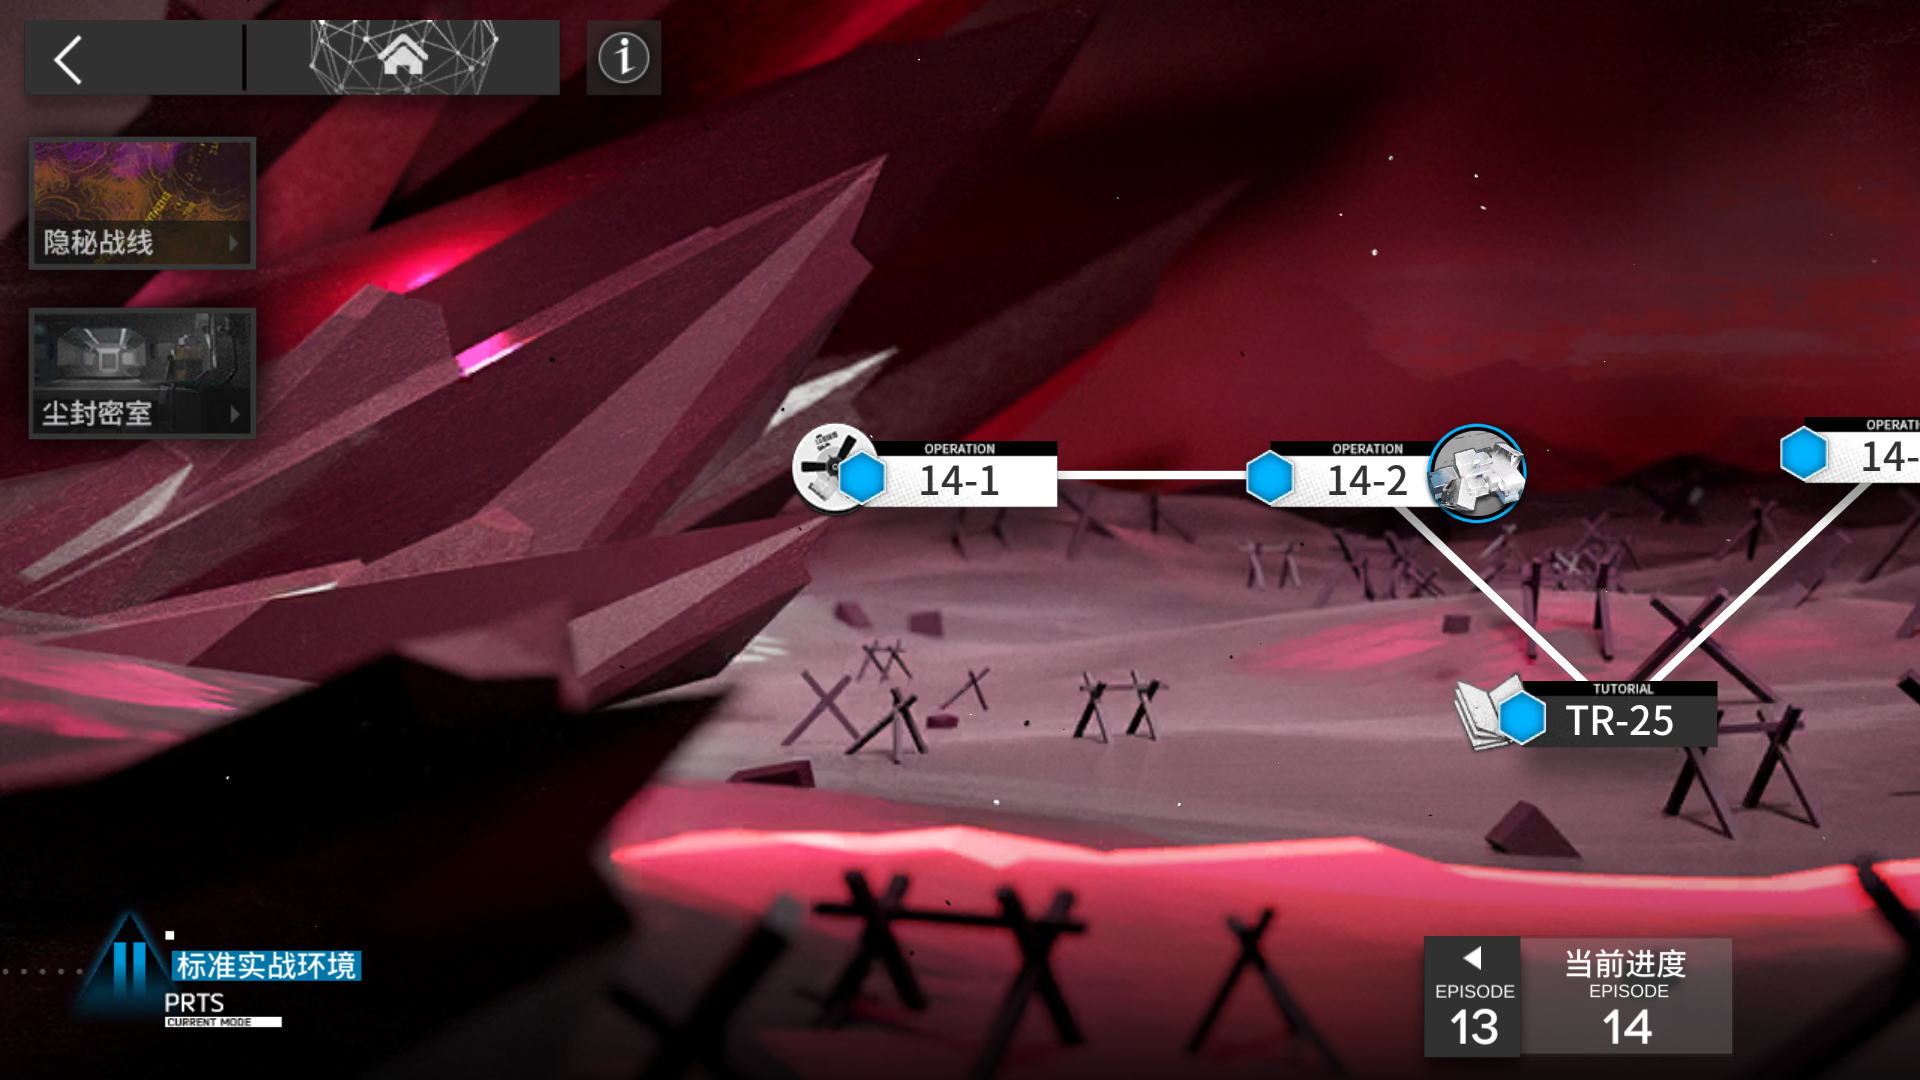 隐秘战线
尘封密室
OPERATION
14-1
OPERATION
14-2
OPERATI
14-
TUTORIAL
TR-25
标准实战环境
PRTS
CURRENT MODE
EPISODE
13
当前进度
EPISODE
14